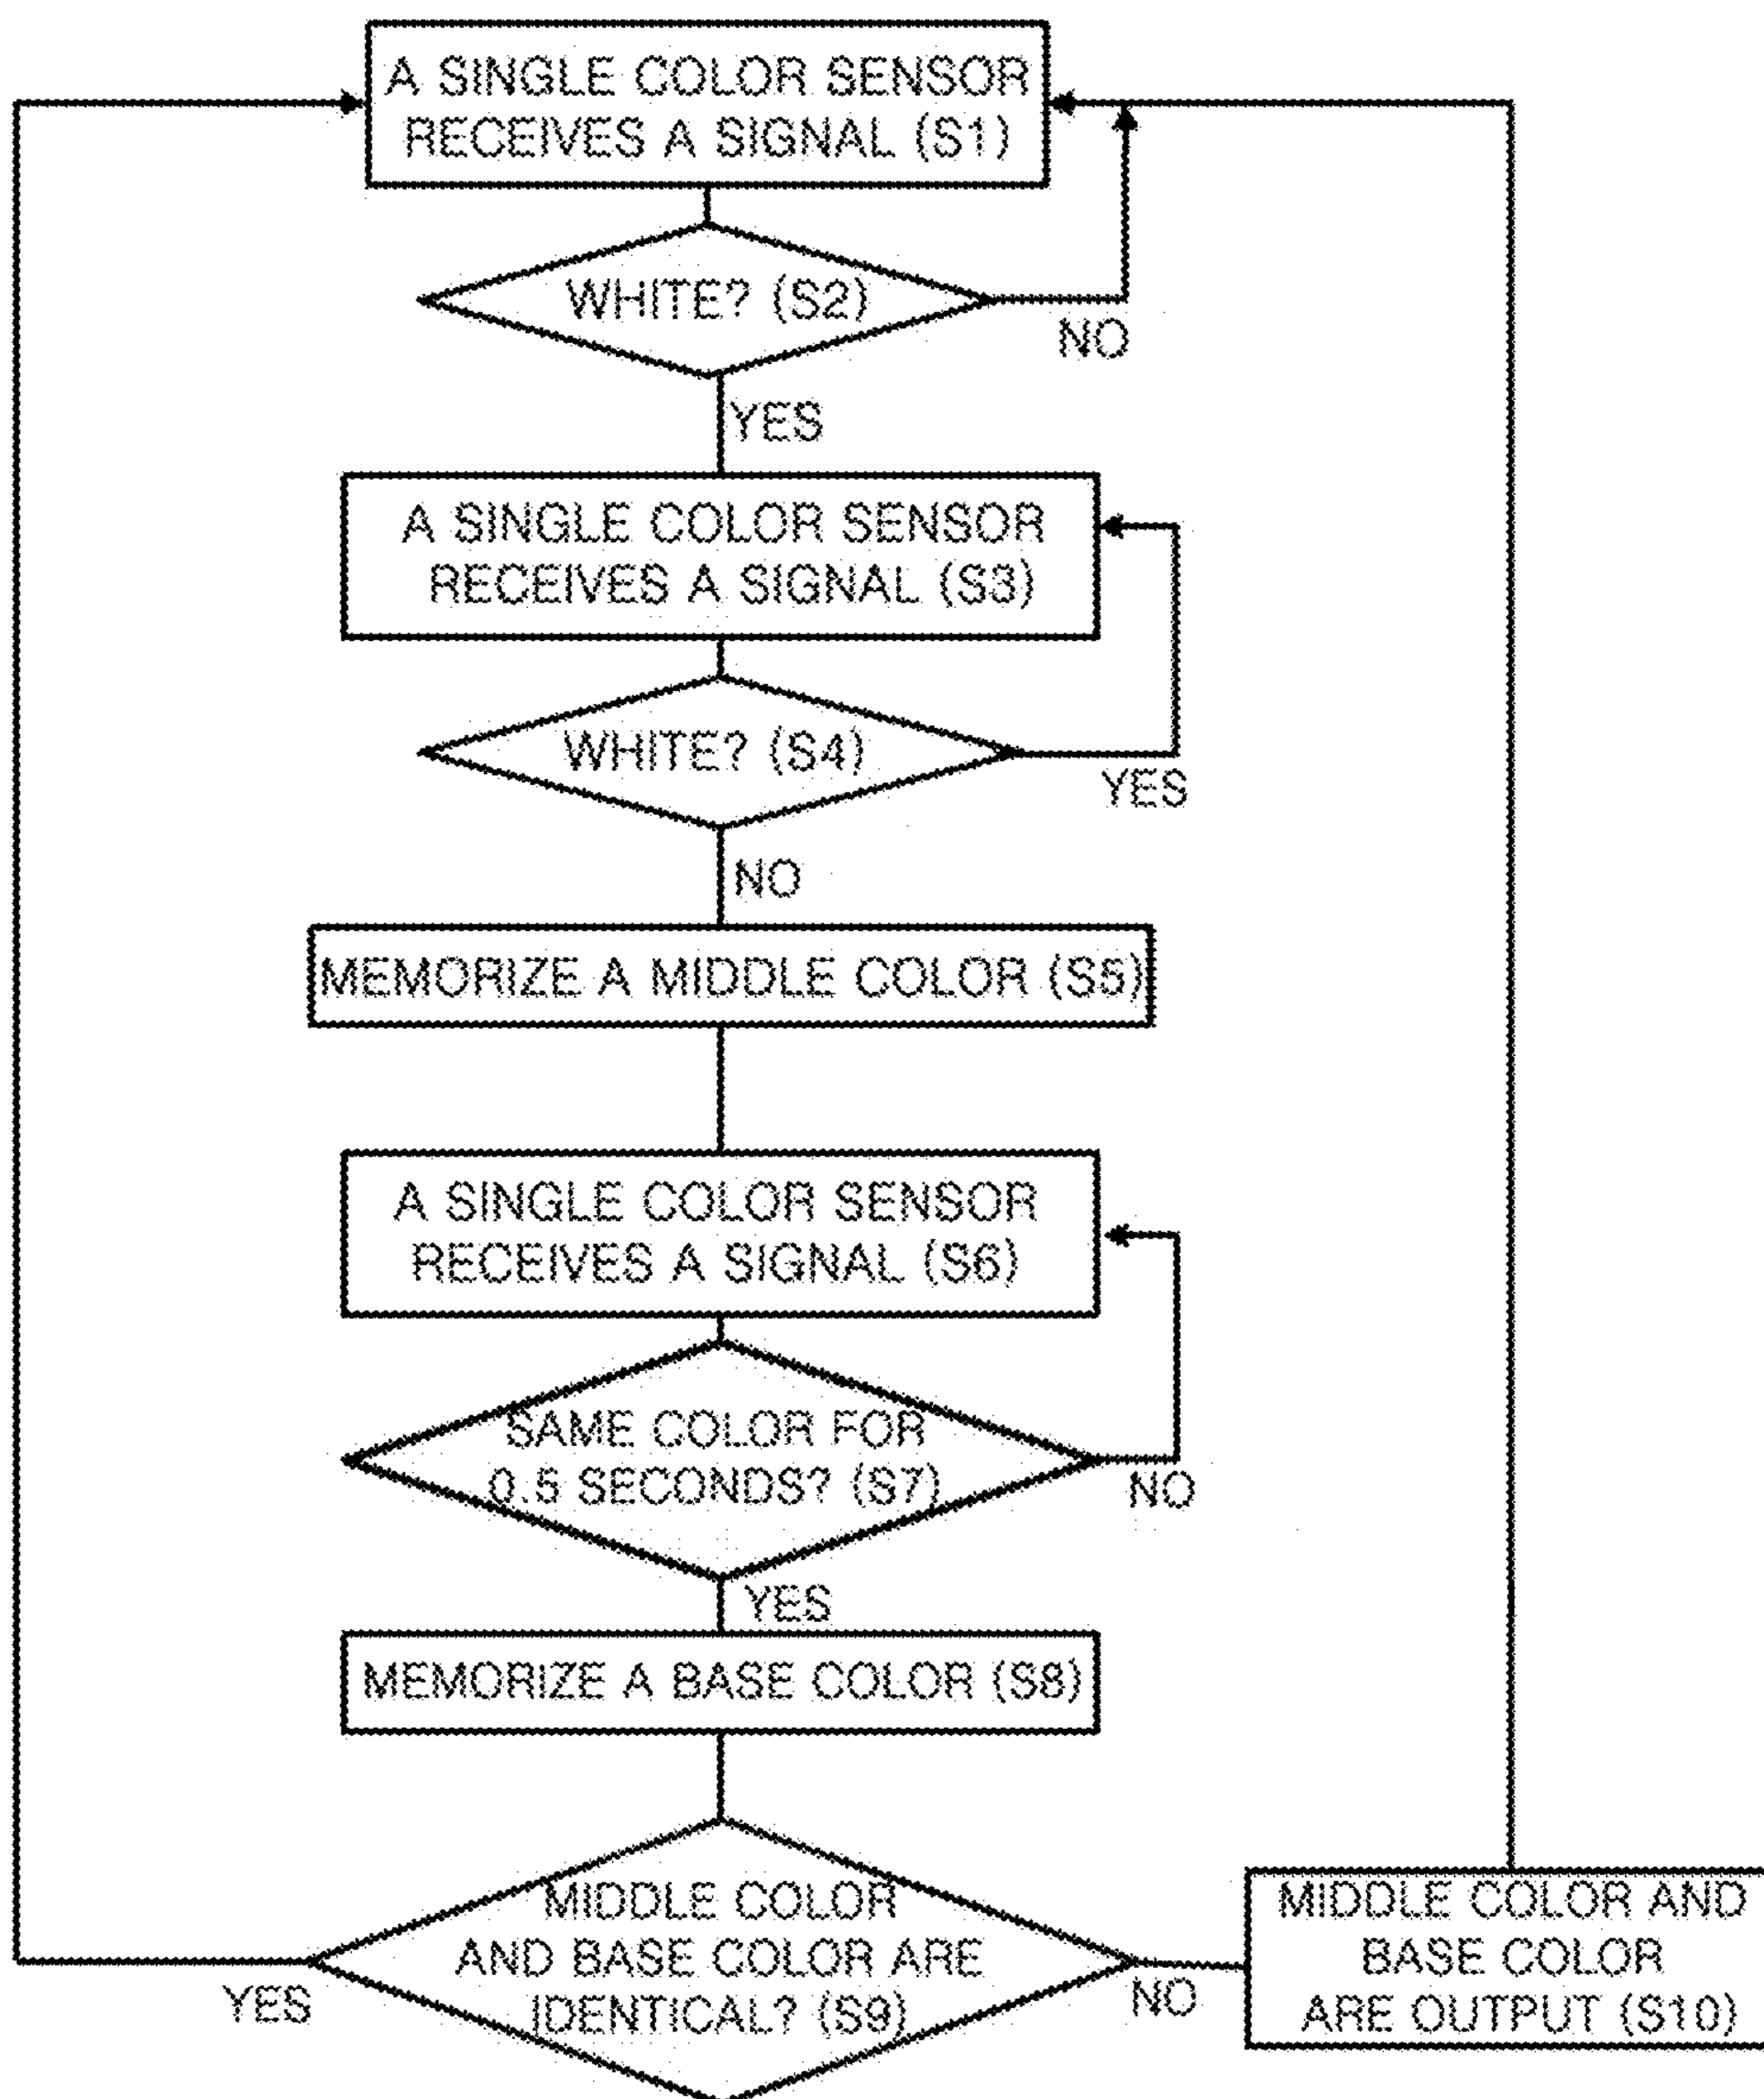 A SINGLE COLOR SENSOR
RECEIVES A SIGNAL (S1)
WHITE? (S2)
NO
YES
A SINGLE COLOR SENSOR
RECEIVES A SIGNAL (S3)
WHITE? (S4)
YES
NO
MEMORIZE A MIDDLE COLOR (S5)
A SINGLE COLOR SENSOR
RECEIVES A SIGNAL (S6)
SAME COLOR FOR
0.5 SECONDS? (S7)
NO
YES
MEMORIZE A BASE COLOR (S8)
MIDDLE COLOR
AND BASE COLOR ARE
IDENTICAL? (S9)
YES
NO
MIDDLE COLOR AND
BASE COLOR
ARE OUTPUT (S10)